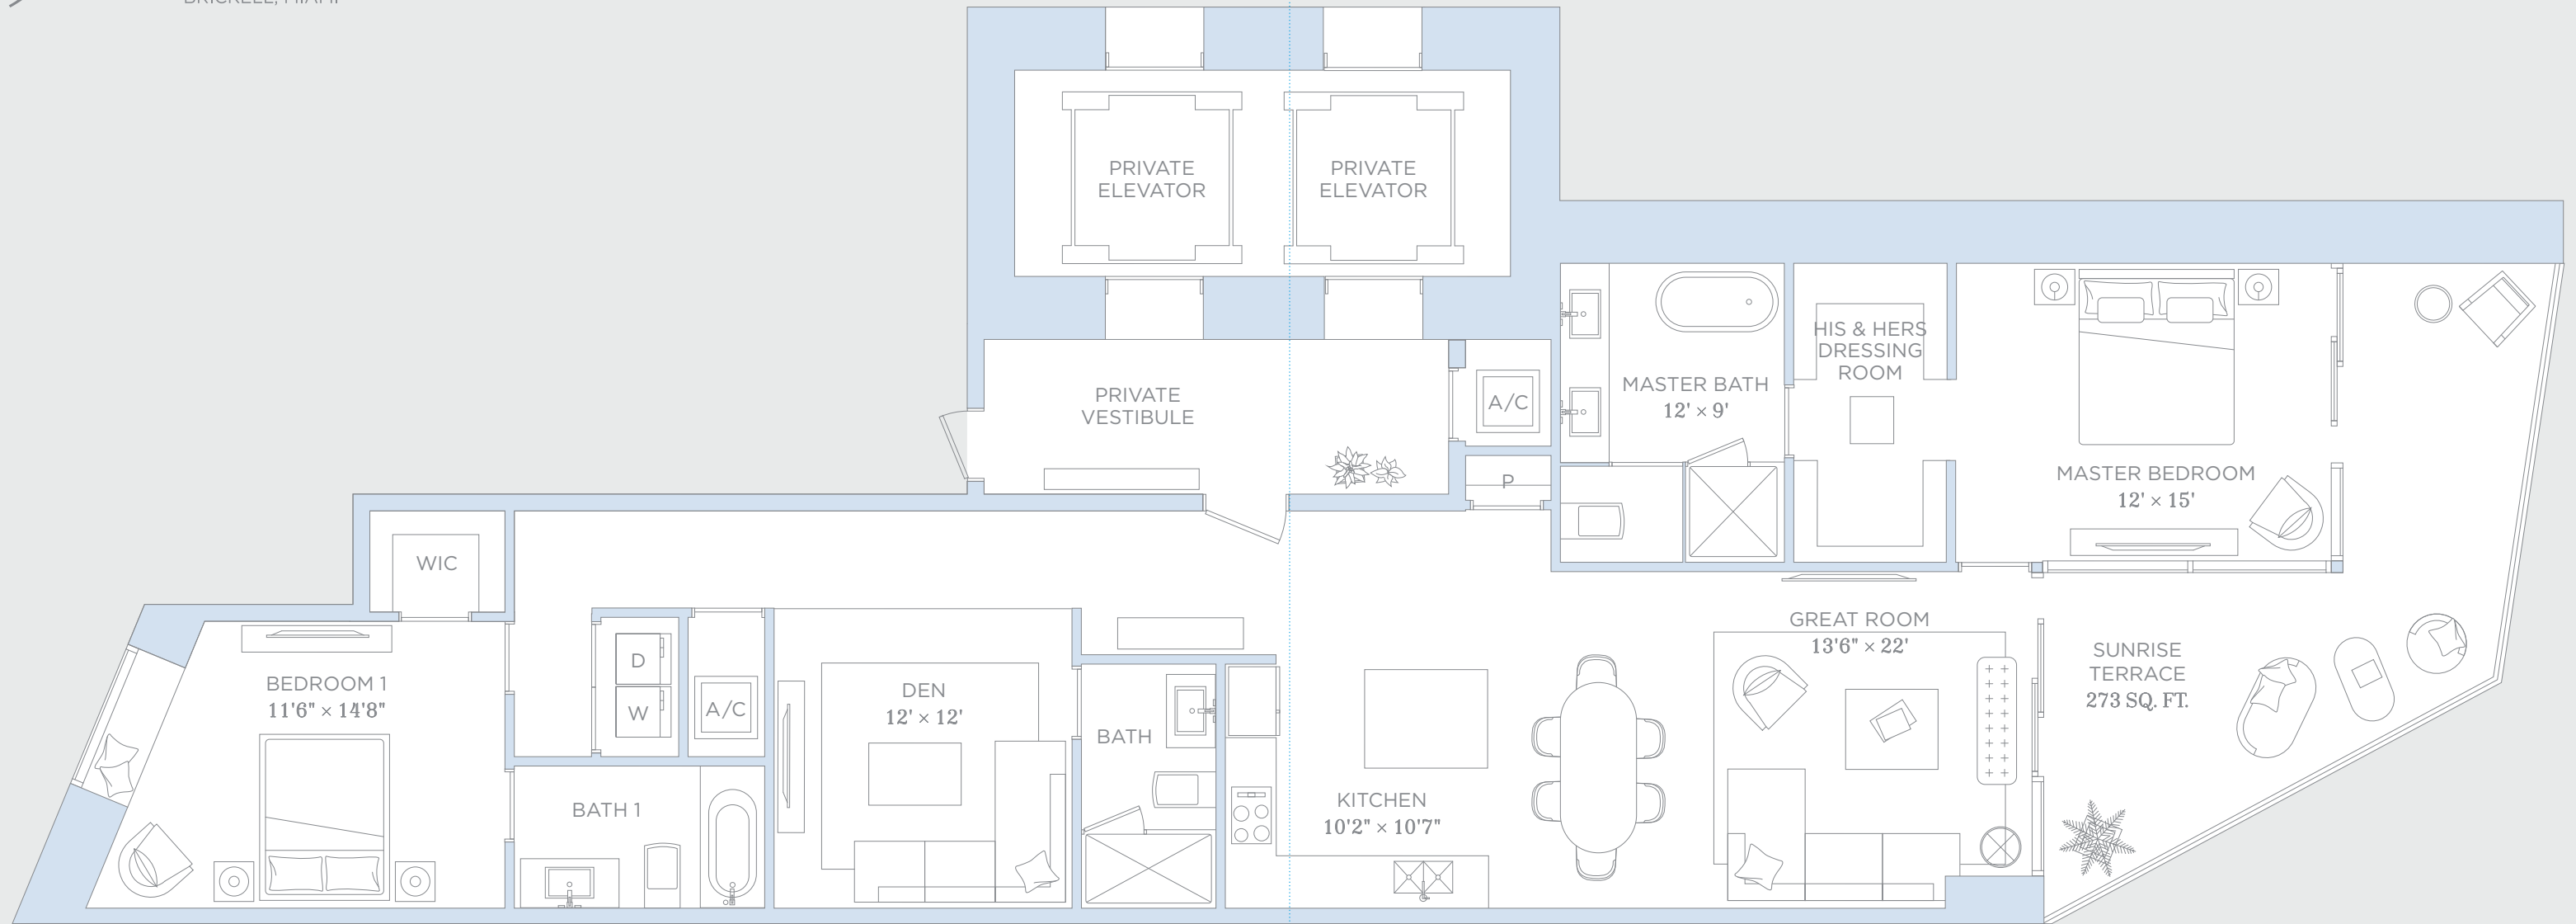 BRICKELL, MIAMI
PRIVATE
ELEVATOR
PRIVATE
ELEVATOR
PRIVATE
VESTIBULE
A/C
P
MASTER BATH
12' × 9'
HIS & HERS
DRESSING
ROOM
MASTER BEDROOM
12' × 15'
WIC
BEDROOM 1
11'6" × 14'8"
D
W
A/C
BATH 1
DEN
12' × 12'
BATH
KITCHEN
10'2" × 10'7"
GREAT ROOM
13'6" × 22'
SUNRISE
TERRACE
273 SQ. FT.